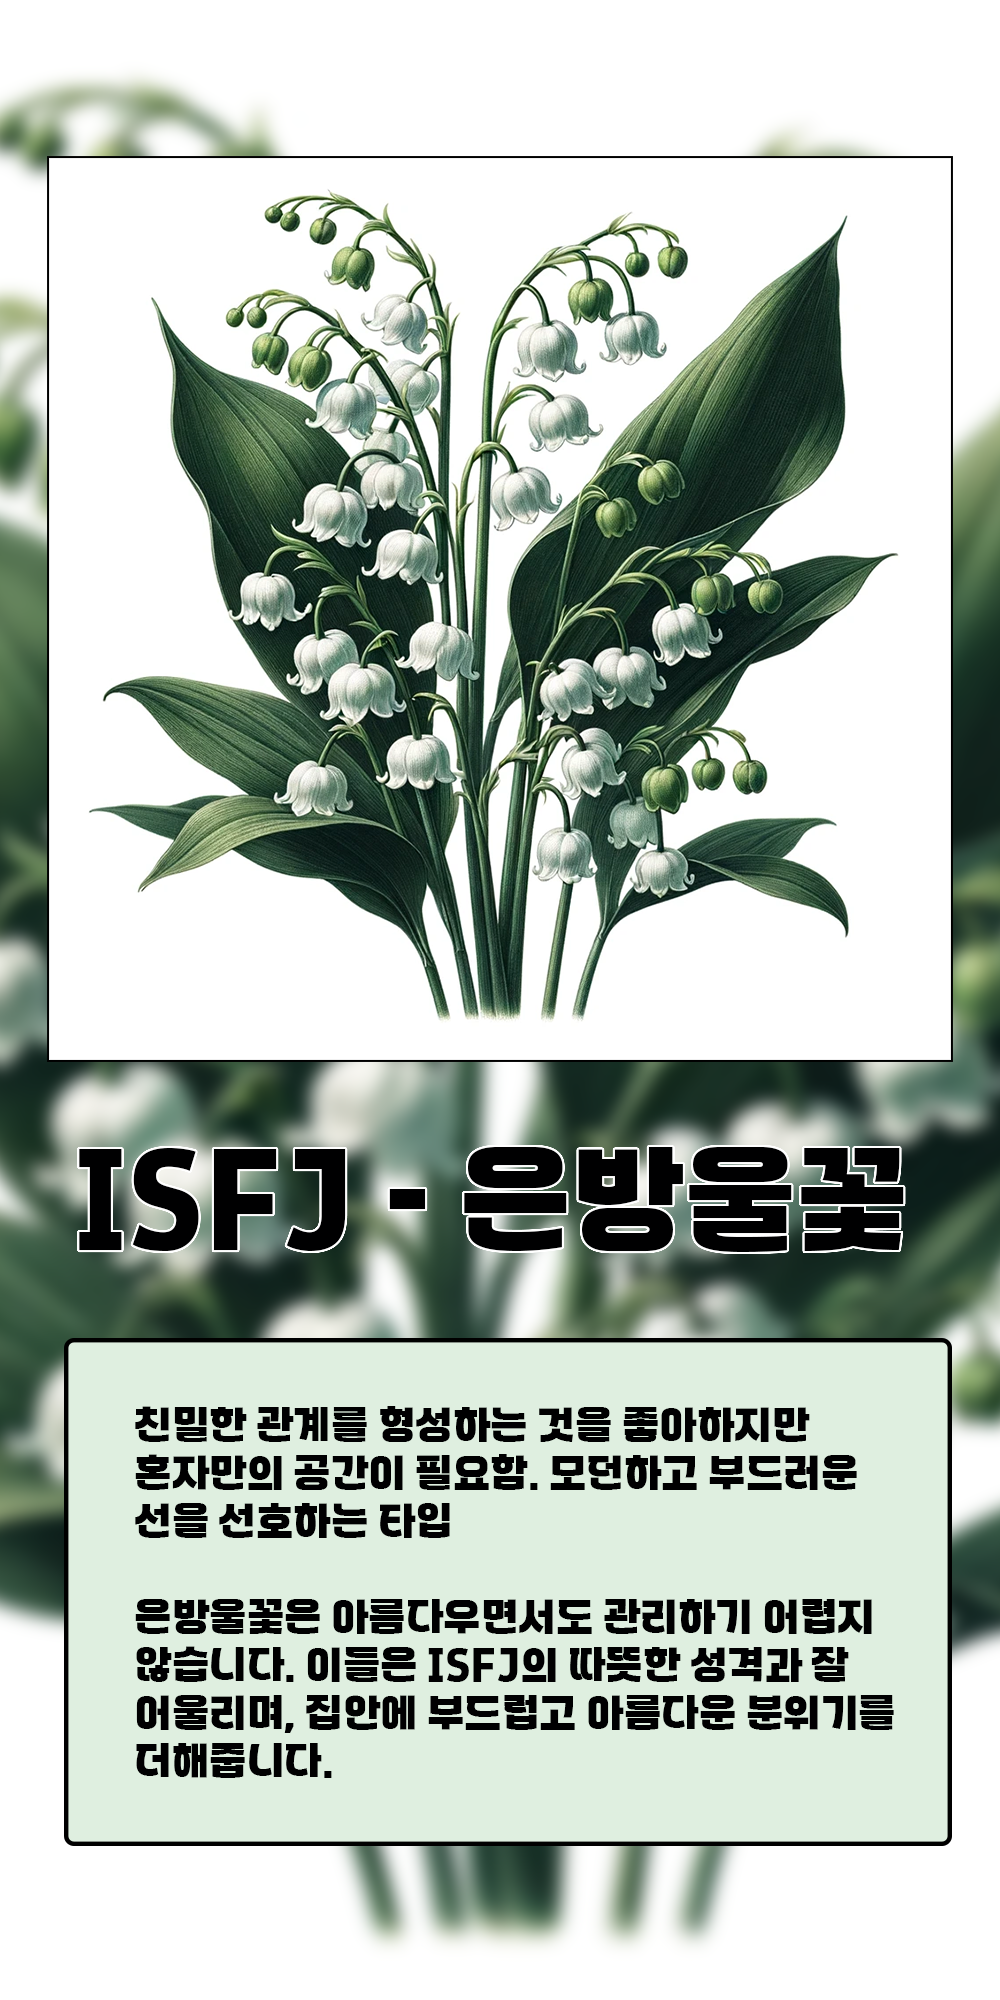 ISFJ - 은방울꽃
친밀한 관계를 형성하는 것을 좋아하지만
혼자만의 공간이 필요함. 모던하고 부드러운
선을 선호하는 타입
은방울꽃은 아름다우면서도 관리하기 어렵지
않습니다. 이들은 ISFJ의 따뜻한 성격과 잘
어울리며, 집안에 부드럽고 아름다운 분위기를
더해줍니다.